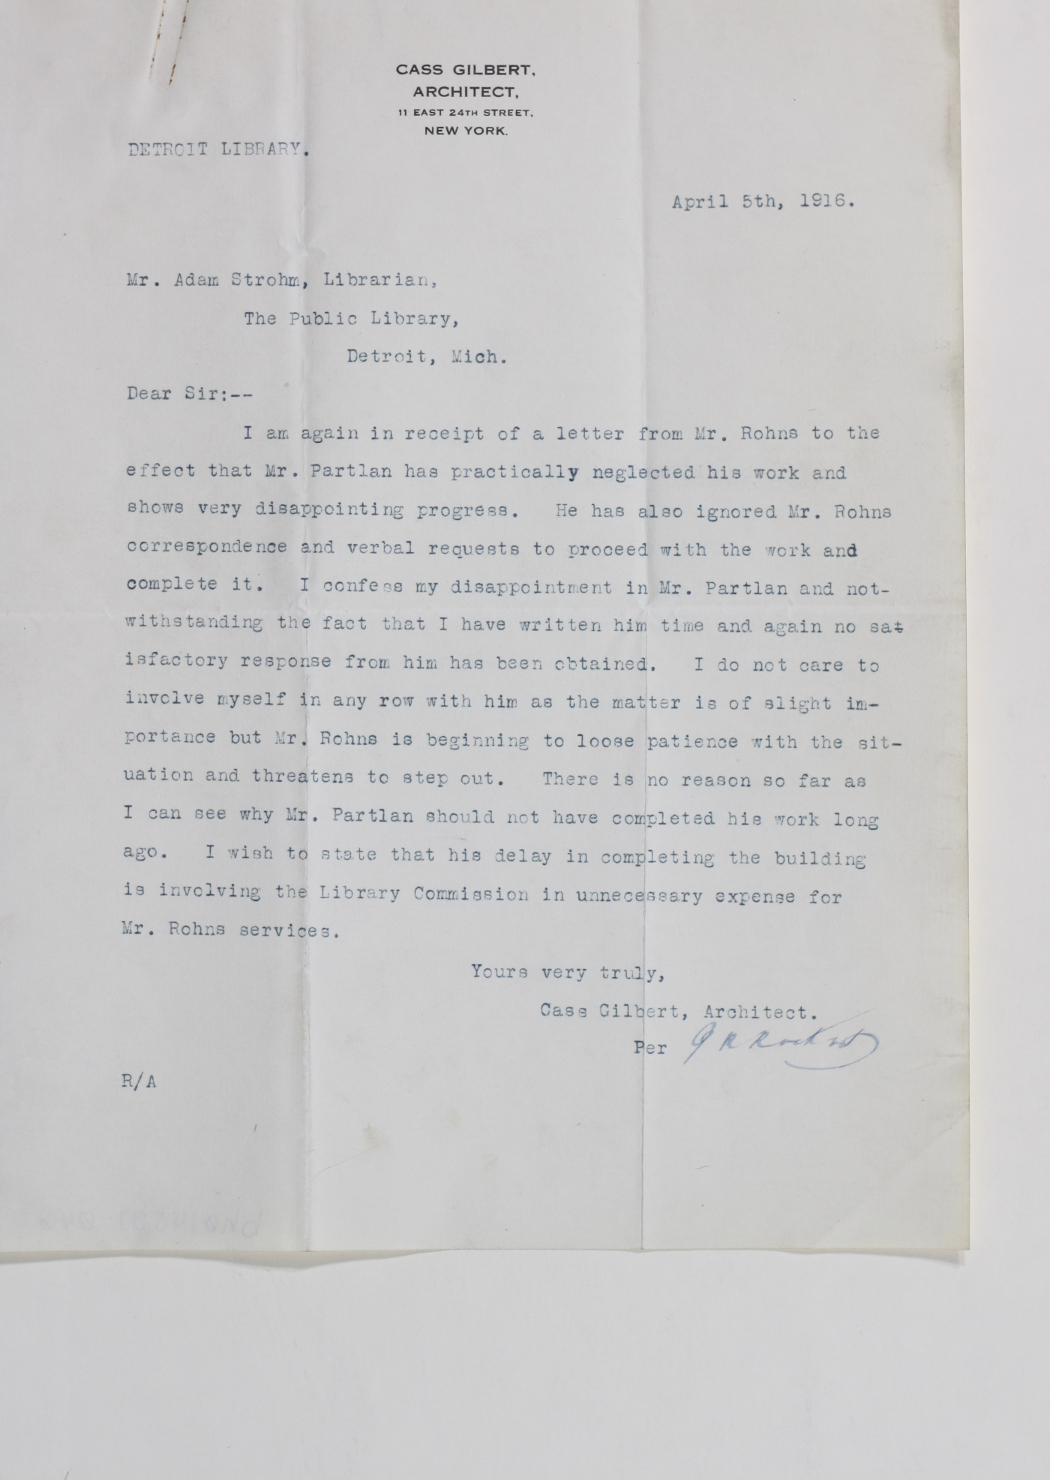 CASS GILBERT,
ARCHITECT,
11 EAST 24TH STREET,
NEW YORK.
DETROIT LIBRARY.
April 5th, 1916.
Mr. Adam Strohm, Librarian,
The Public Library,
Detroit, Mich.
Dear Sir:--
I am again in receipt of a letter from Mr. Rohns to the
effect that Mr. Partlan has practically neglected his work and
shows very disappointing progress. He has also ignored Mr. Rohns
correspondence and verbal requests to proceed with the work and
complete it. I confess my disappointment in Mr. Partlan and not-
withstanding the fact that I have written him time and again no sat
isfactory response from him has been obtained. I do not care to
involve myself in any row with him as the matter is of slight im-
portance but Mr. Rohns is beginning to loose patience with the sit-
uation and threatens to step out. There is no reason so far as
I can see why Mr. Partlan should not have completed his work long
ago. I wish to state that his delay in completing the building
is involving the Library Commission in unnecessary expense for
Mr. Rohns services.
Yours very truly,
Cass Gilbert, Architect.
Per
R/A